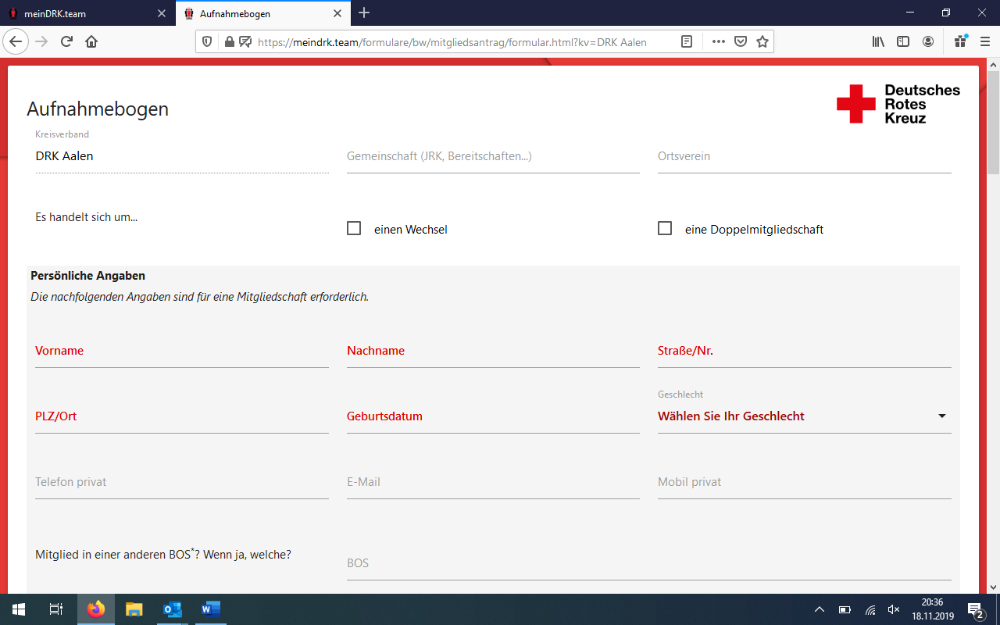 meinDRK.team
Aufnahmebogen
https://meindrk.team/formulare/bw/mitgliedsantrag/formular.html?kv=DRK Aalen
Deutsches
Rotes
Kreuz
Aufnahmebogen
Kreisverband
DRK Aalen
Gemeinschaft (JRK, Bereitschaften...)
Ortsverein
Es handelt sich um...
einen Wechsel
eine Doppelmitgliedschaft
Persönliche Angaben
Die nachfolgenden Angaben sind für eine Mitgliedschaft erforderlich.
Vorname
Nachname
Straße/Nr.
PLZ/Ort
Geburtsdatum
Geschlecht
Wählen Sie Ihr Geschlecht
Telefon privat
E-Mail
Mobil privat
Mitglied in einer anderen BOS*? Wenn ja, welche?
BOS
20:36
18.11.2019
2